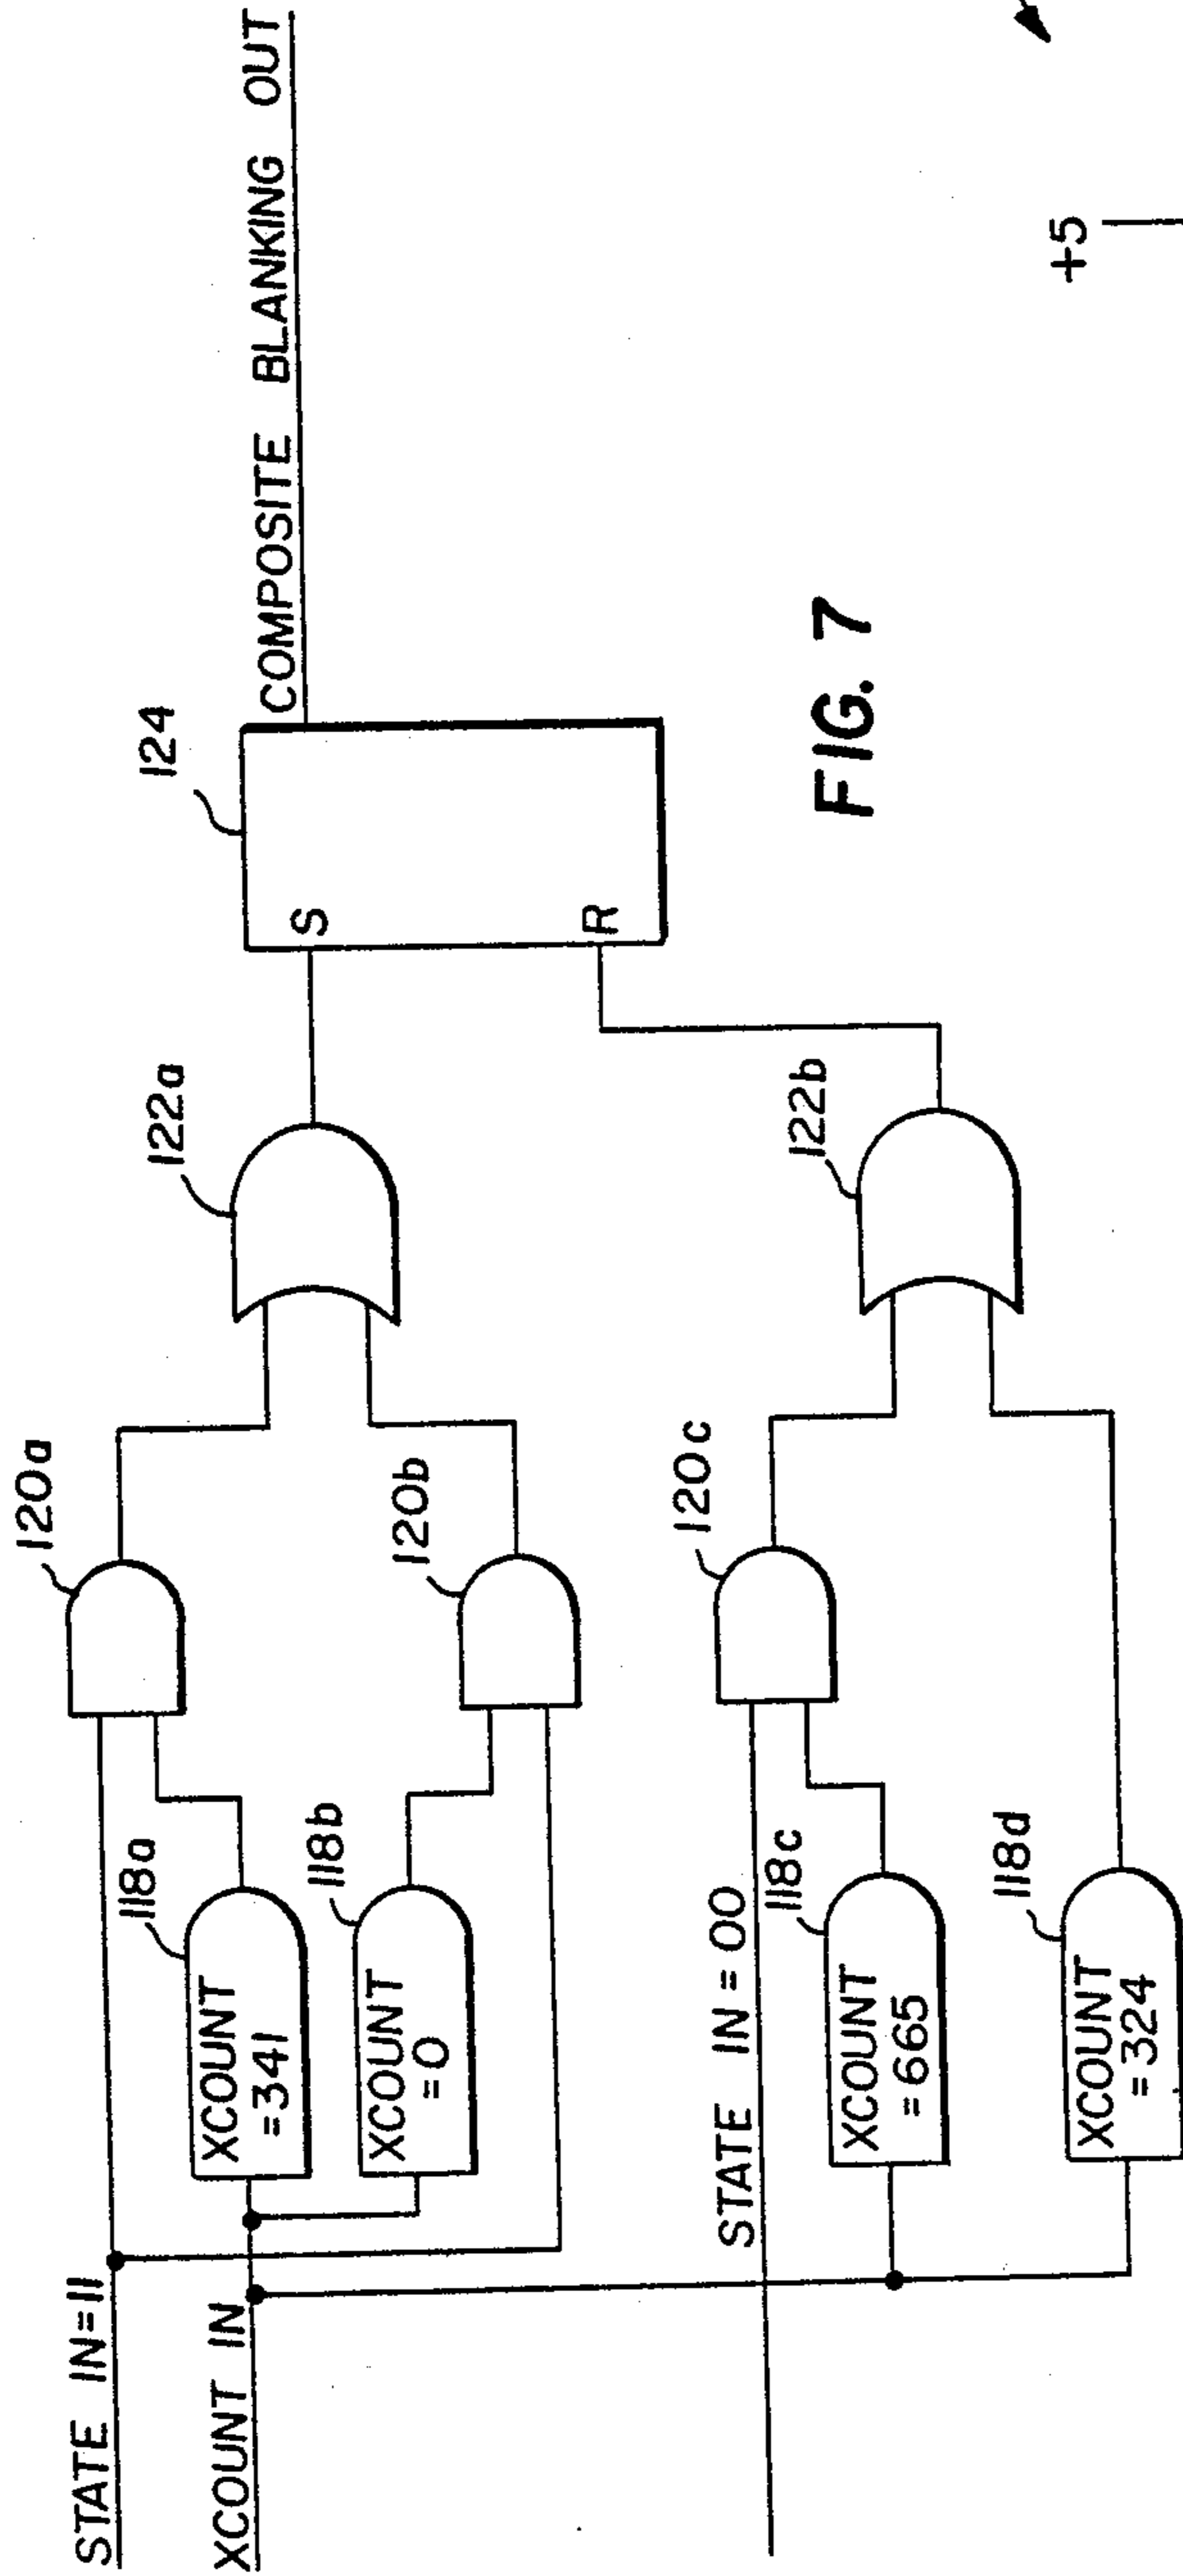 STATE IN=11
XCOUNT IN
118a
XCOUNT
=341
118b
XCOUNT
=0
120a
120b
122a
124
S
R
COMPOSITE BLANKING OUT
STATE IN=00
118c
XCOUNT
=665
118d
XCOUNT
=324
120c
122b
FIG. 7
+5